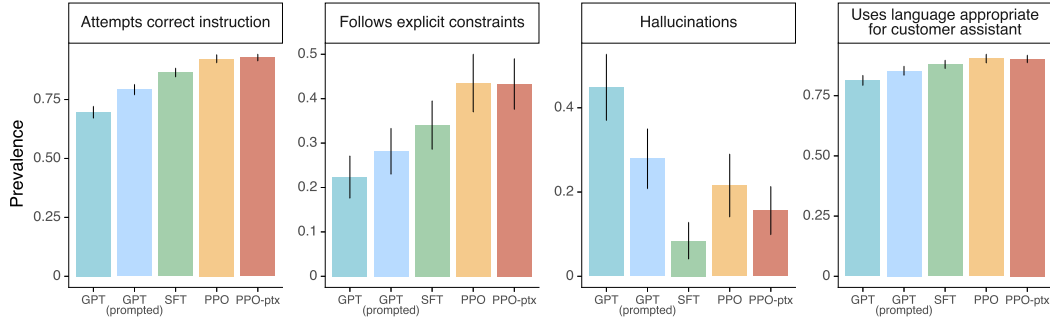 Attempts correct instruction
Prevalence
0.75
0.50
0.25
0
GPT
GPT
(prompted)
SFT
PPO
PPO-ptx
Follows explicit constraints
0.5
0.4
0.3
0.2
0.1
0
GPT
GPT
(prompted)
SFT
PPO
PPO-ptx
Hallucinations
0.4
0.2
0
GPT
GPT
(prompted)
SFT
PPO
PPO-ptx
Uses language appropriate
for customer assistant
0.75
0.50
0.25
0
GPT
GPT
(prompted)
SFT
PPO
PPO-ptx